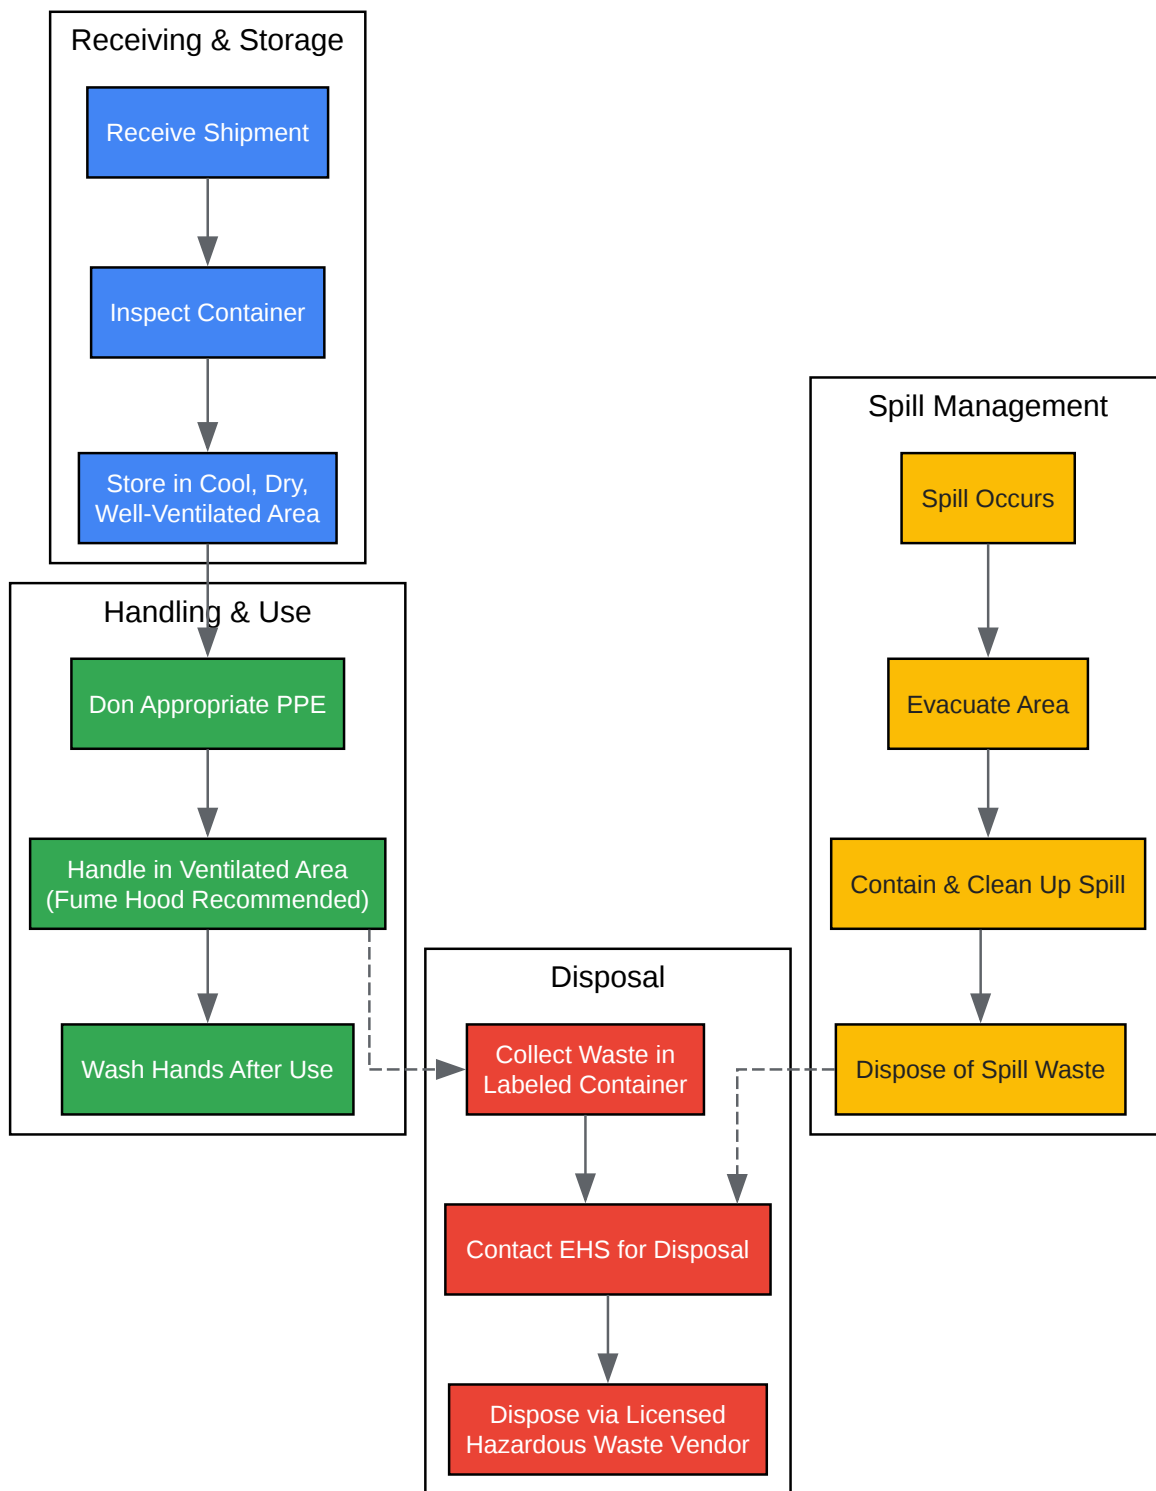 Receiving & Storage
Receive Shipment
Inspect Container
Store in Cool, Dry,
Well-Ventilated Area
Handling & Use
Don Appropriate PPE
Handle in Ventilated Area
(Fume Hood Recommended)
Wash Hands After Use
Disposal
Collect Waste in
Labeled Container
Contact EHS for Disposal
Dispose via Licensed
Hazardous Waste Vendor
Spill Management
Spill Occurs
Evacuate Area
Contain & Clean Up Spill
Dispose of Spill Waste